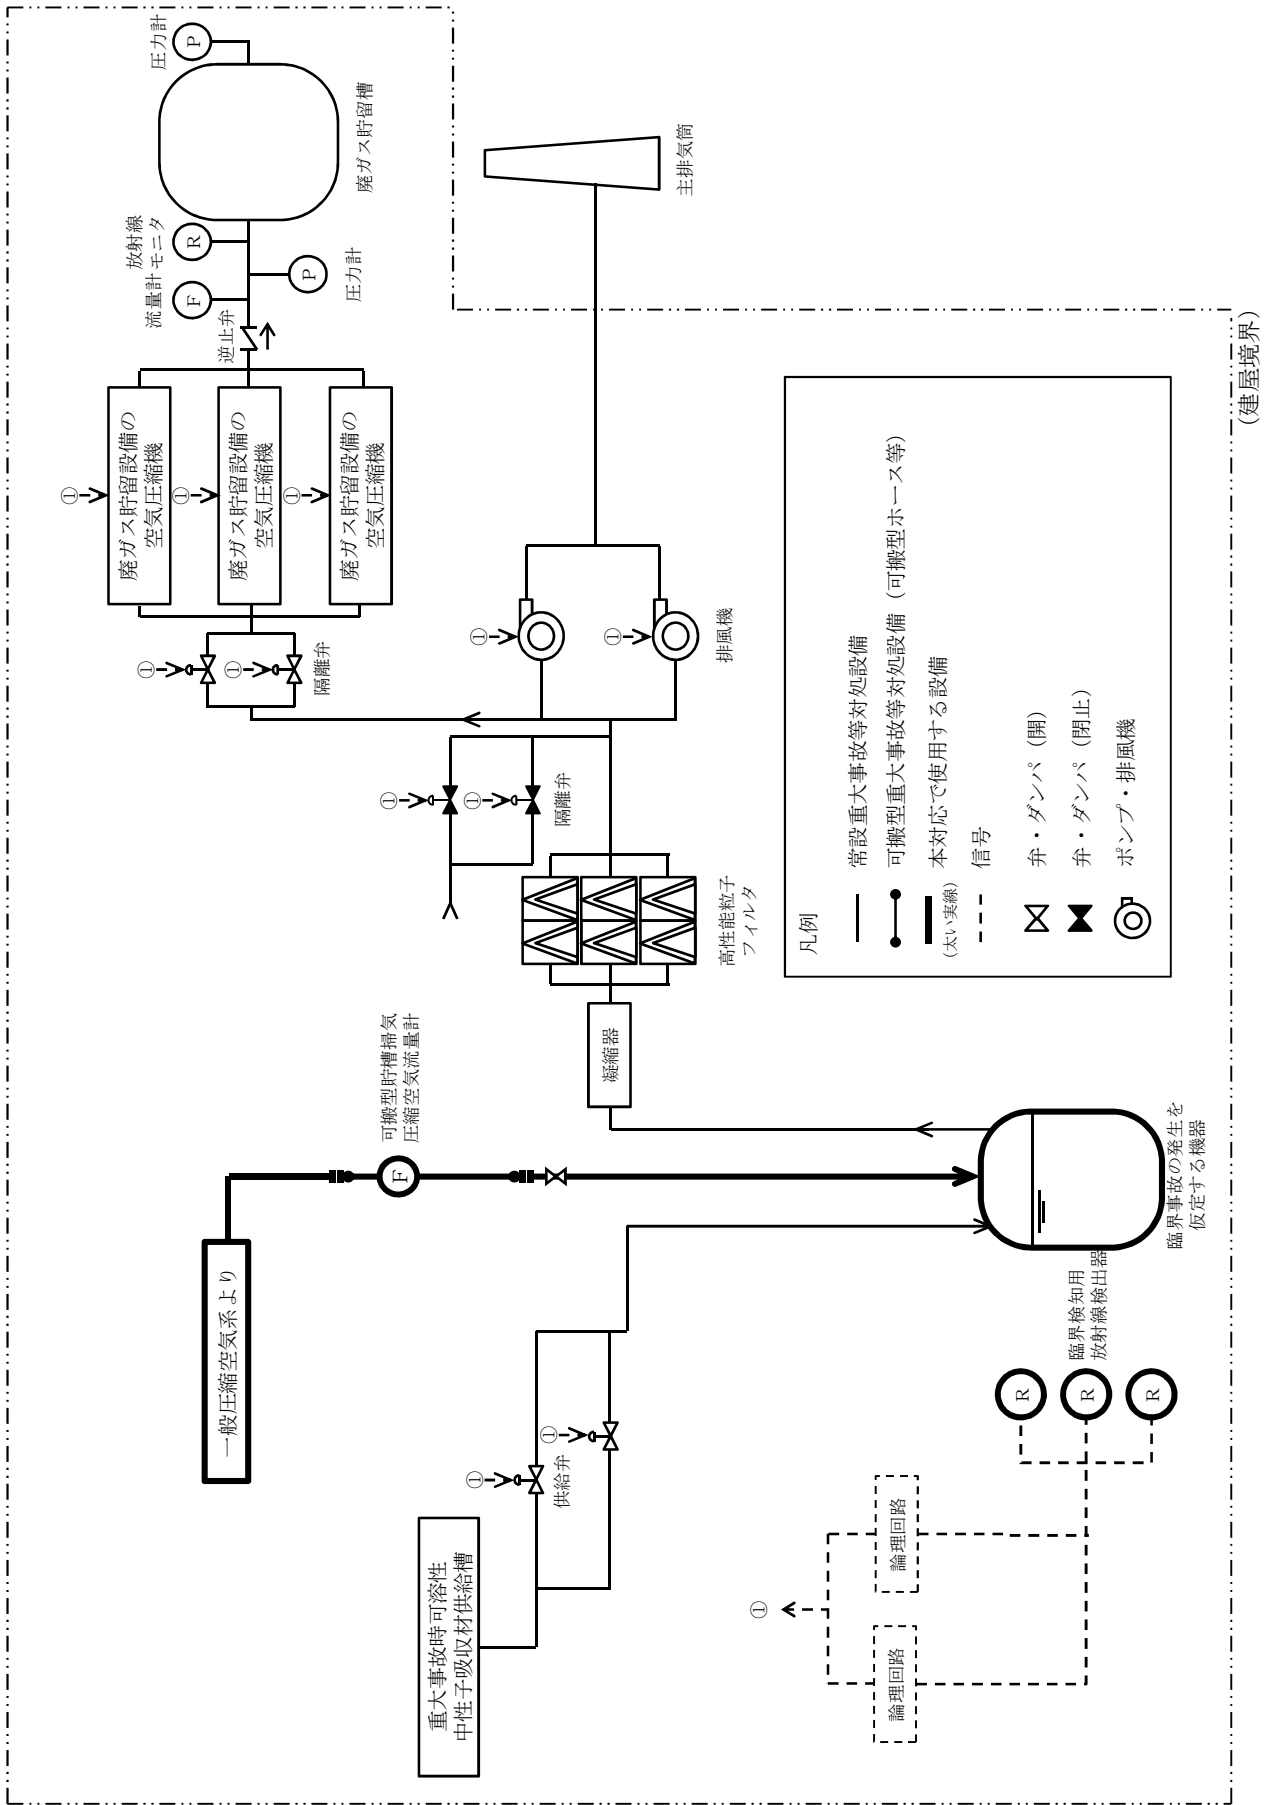 重大事故時可溶性
中性子吸収材供給槽
一般圧縮空気系より
①
①
供給弁
①
論理回路
論理回路
R
R
R
臨界検知用
放射線検出器
臨界事故の発生を
仮定する機器
F
可搬型貯槽掃気
圧縮空気流量計
凝縮器
高性能粒子
フィルタ
①
①
隔離弁
①
①
隔離弁
①
①
排風機
①
廃ガス貯留設備の
空気圧縮機
①
廃ガス貯留設備の
空気圧縮機
①
廃ガス貯留設備の
空気圧縮機
逆止弁
流量計
F
放射線
モニタ
R
P
圧力計
廃ガス貯留槽
P
圧力計
主排気筒
凡例
常設重大事故等対処設備
可搬型重大事故等対処設備（可搬型ホース等）
本対応で使用する設備
(太い実線)
信号
弁・ダンパ（開）
弁・ダンパ（閉止）
ポンプ・排風機
(建屋境界)